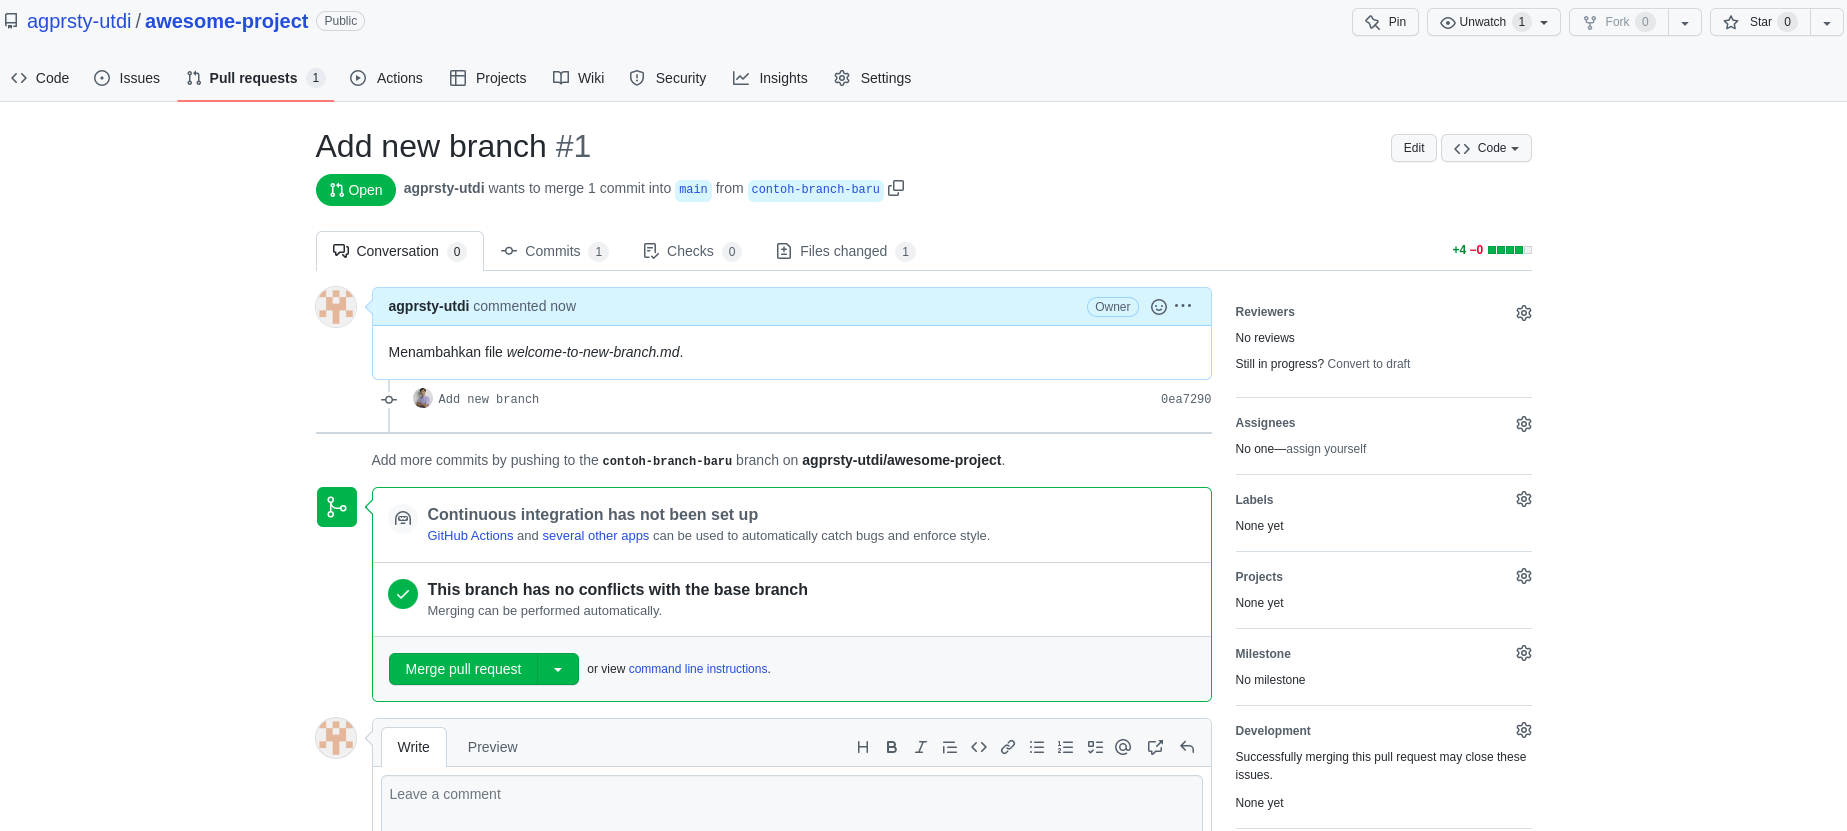 agprsty-utdi / awesome-project Public
Pin Unwatch 1 Fork 0 Star 0
Code Issues Pull requests 1 Actions Projects Wiki Security Insights Settings
Add new branch #1
Edit Code
Open agprsty-utdi wants to merge 1 commit into main from contoh-branch-baru
Conversation 0 Commits 1 Checks 0 Files changed 1 +4 −0
agprsty-utdi commented now Owner
Menambahkan file welcome-to-new-branch.md.
Add new branch 0ea7290
Add more commits by pushing to the contoh-branch-baru branch on agprsty-utdi/awesome-project.
Continuous integration has not been set up
GitHub Actions and several other apps can be used to automatically catch bugs and enforce style.
This branch has no conflicts with the base branch
Merging can be performed automatically.
Merge pull request or view command line instructions.
Write Preview
Leave a comment
Reviewers
No reviews
Still in progress? Convert to draft
Assignees
No one—assign yourself
Labels
None yet
Projects
None yet
Milestone
No milestone
Development
Successfully merging this pull request may close these
issues.
None yet